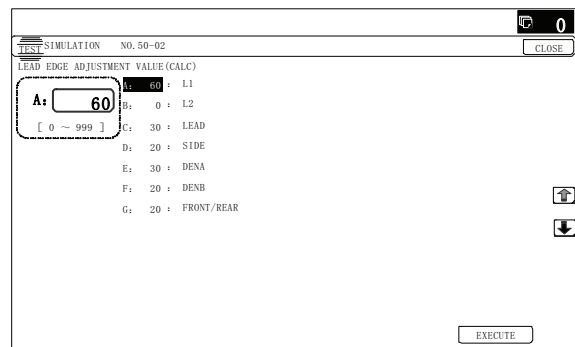 0
TEST SIMULATION NO.50-02
CLOSE
LEAD EDGE ADJUSTMENT VALUE(CALC)
A: 60
[ 0 ~ 999 ]
A: 60 : L1
B: 0 : L2
C: 30 : LEAD
D: 20 : SIDE
E: 30 : DENA
F: 20 : DENB
G: 20 : FRONT/REAR
EXECUTE